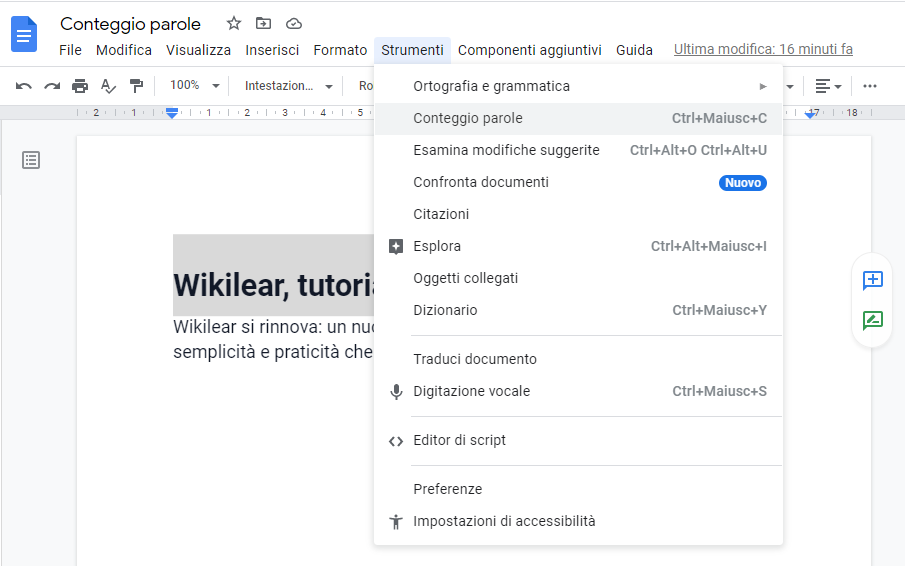 Conteggio parole
File Modifica Visualizza Inserisci Formato Strumenti Componenti aggiuntivi Guida Ultima modifica: 16 minuti fa
100% Intestazion... Ro
2 1 1 2 3 4 5 17 18
Ortografia e grammatica
Conteggio parole Ctrl+Maiusc+C
Esamina modifiche suggerite Ctrl+Alt+O Ctrl+Alt+U
Confronta documenti Nuovo
Citazioni
Esplora Ctrl+Alt+Maiusc+I
Oggetti collegati
Dizionario Ctrl+Maiusc+Y
Traduci documento
Digitazione vocale Ctrl+Maiusc+S
Editor di script
Preferenze
Impostazioni di accessibilità
Wikilear, tutoria
Wikilear si rinnova: un nuo
semplicità e praticità che